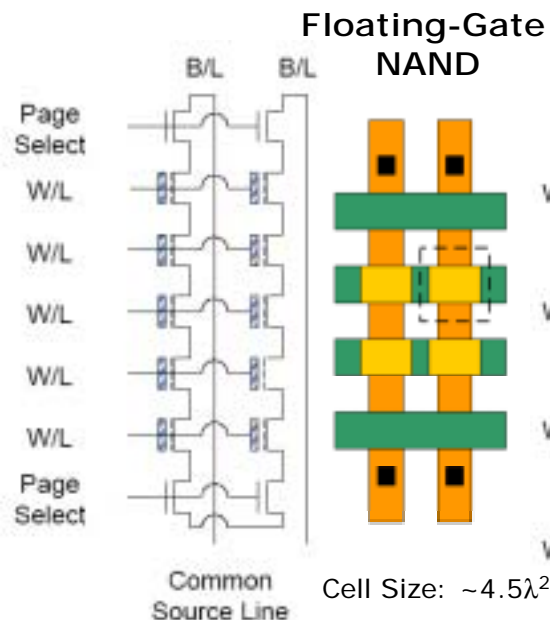 Floating-Gate
NAND
B/L
B/L
Page
Select
W/L
W/L
W/L
W/L
W/L
Page
Select
Common
Source Line
Cell Size: ~4.5λ²